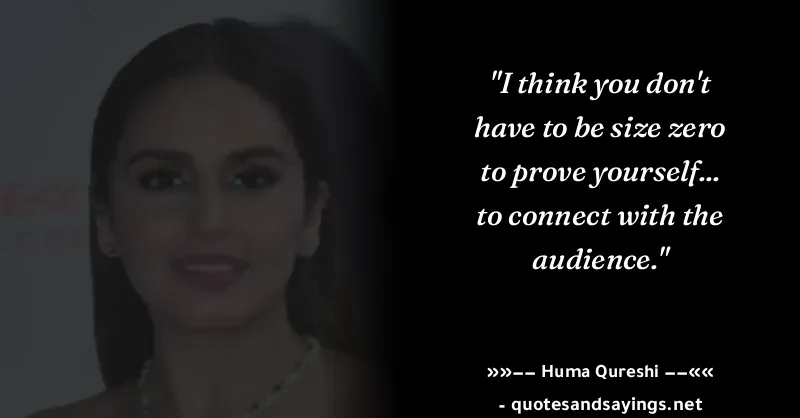 "I think you don't
have to be size zero
to prove yourself...
to connect with the
audience."
»»−− Huma Qureshi −−««
- quotesandsayings.net